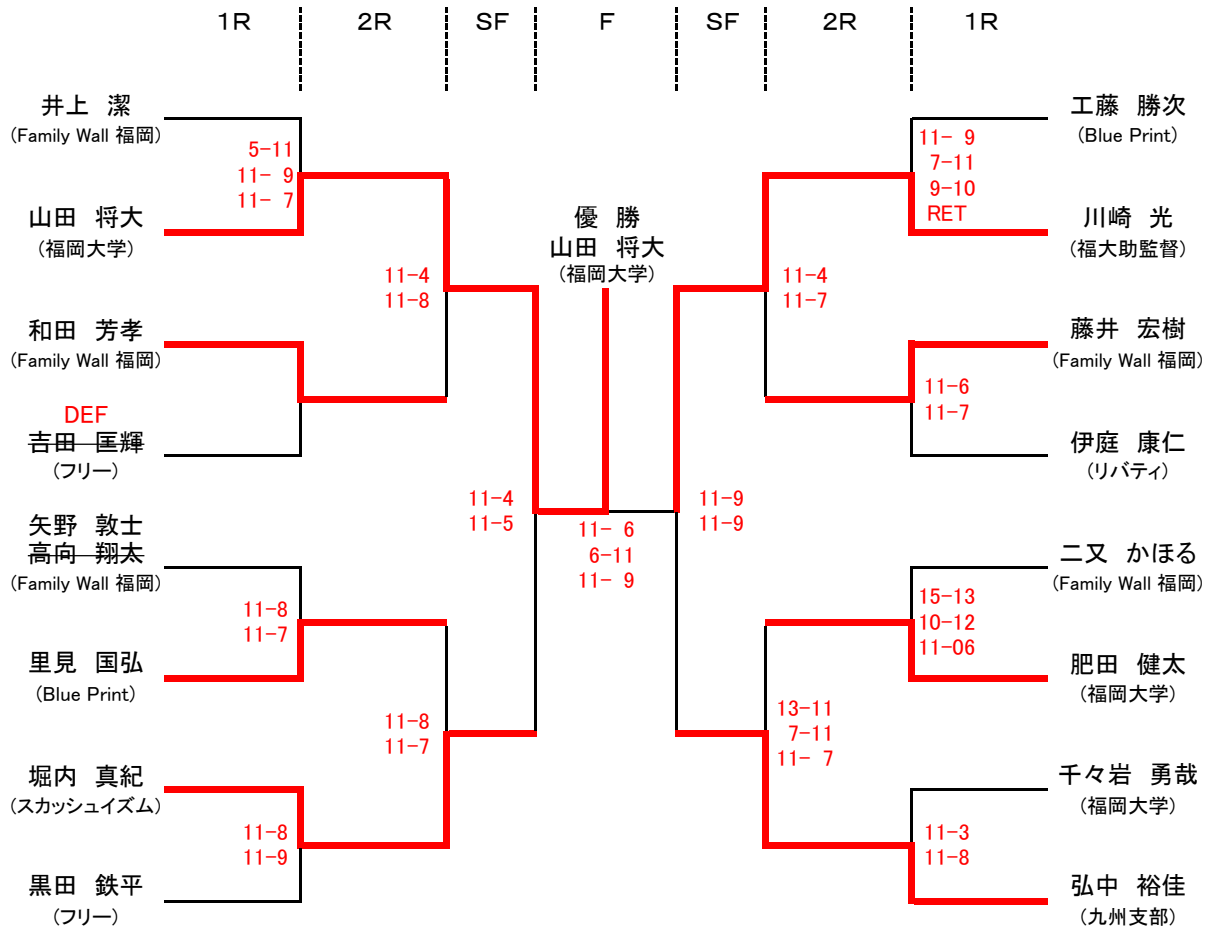 1R 2R SF F SF 2R 1R
井上 潔
(Family Wall 福岡)
5-11
11- 9
11- 7
山田 将大
(福岡大学)
11-4
11-8
和田 芳孝
(Family Wall 福岡)
DEF
吉田 匡輝
(フリー)
11-4
11-5
矢野 敦士
高向 翔太
(Family Wall 福岡)
11-8
11-7
里見 国弘
(Blue Print)
11-8
11-7
堀内 真紀
(スカッシュイズム)
11-8
11-9
黒田 鉄平
(フリー)
優 勝
山田 将大
(福岡大学)
11- 6
6-11
11- 9
工藤 勝次
(Blue Print)
11- 9
7-11
9-10
RET
川崎 光
(福大助監督)
11-4
11-7
藤井 宏樹
(Family Wall 福岡)
11-6
11-7
伊庭 康仁
(リバティ)
11-9
11-9
二又 かほる
(Family Wall 福岡)
15-13
10-12
11-06
肥田 健太
(福岡大学)
13-11
7-11
11- 7
千々岩 勇哉
(福岡大学)
11-3
11-8
弘中 裕佳
(九州支部)